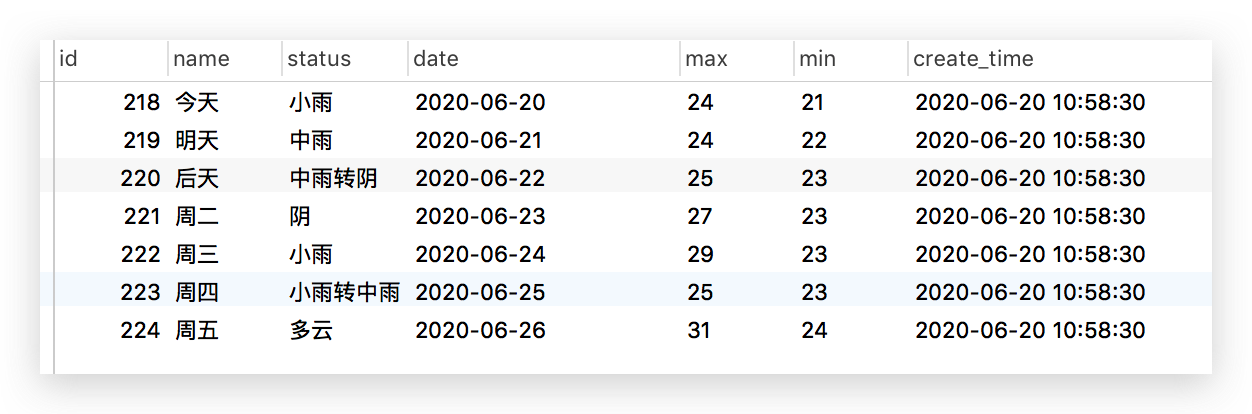 id name status date max min create_time
218 今天 小雨 2020-06-20 24 21 2020-06-20 10:58:30
219 明天 中雨 2020-06-21 24 22 2020-06-20 10:58:30
220 后天 中雨转阴 2020-06-22 25 23 2020-06-20 10:58:30
221 周二 阴 2020-06-23 27 23 2020-06-20 10:58:30
222 周三 小雨 2020-06-24 29 23 2020-06-20 10:58:30
223 周四 小雨转中雨 2020-06-25 25 23 2020-06-20 10:58:30
224 周五 多云 2020-06-26 31 24 2020-06-20 10:58:30